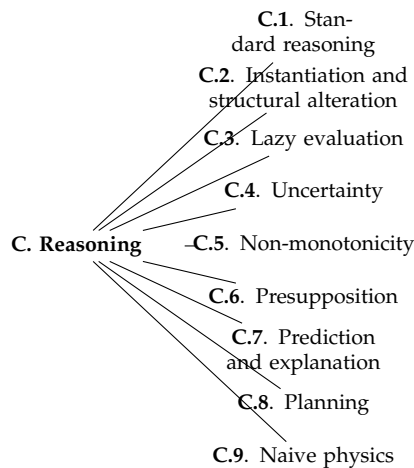 C.1. Stan-
dard reasoning
C.2. Instantiation and
structural alteration
C.3. Lazy evaluation
C.4. Uncertainty
C. Reasoning
C.5. Non-monotonicity
C.6. Presupposition
C.7. Prediction
and explanation
C.8. Planning
C.9. Naive physics